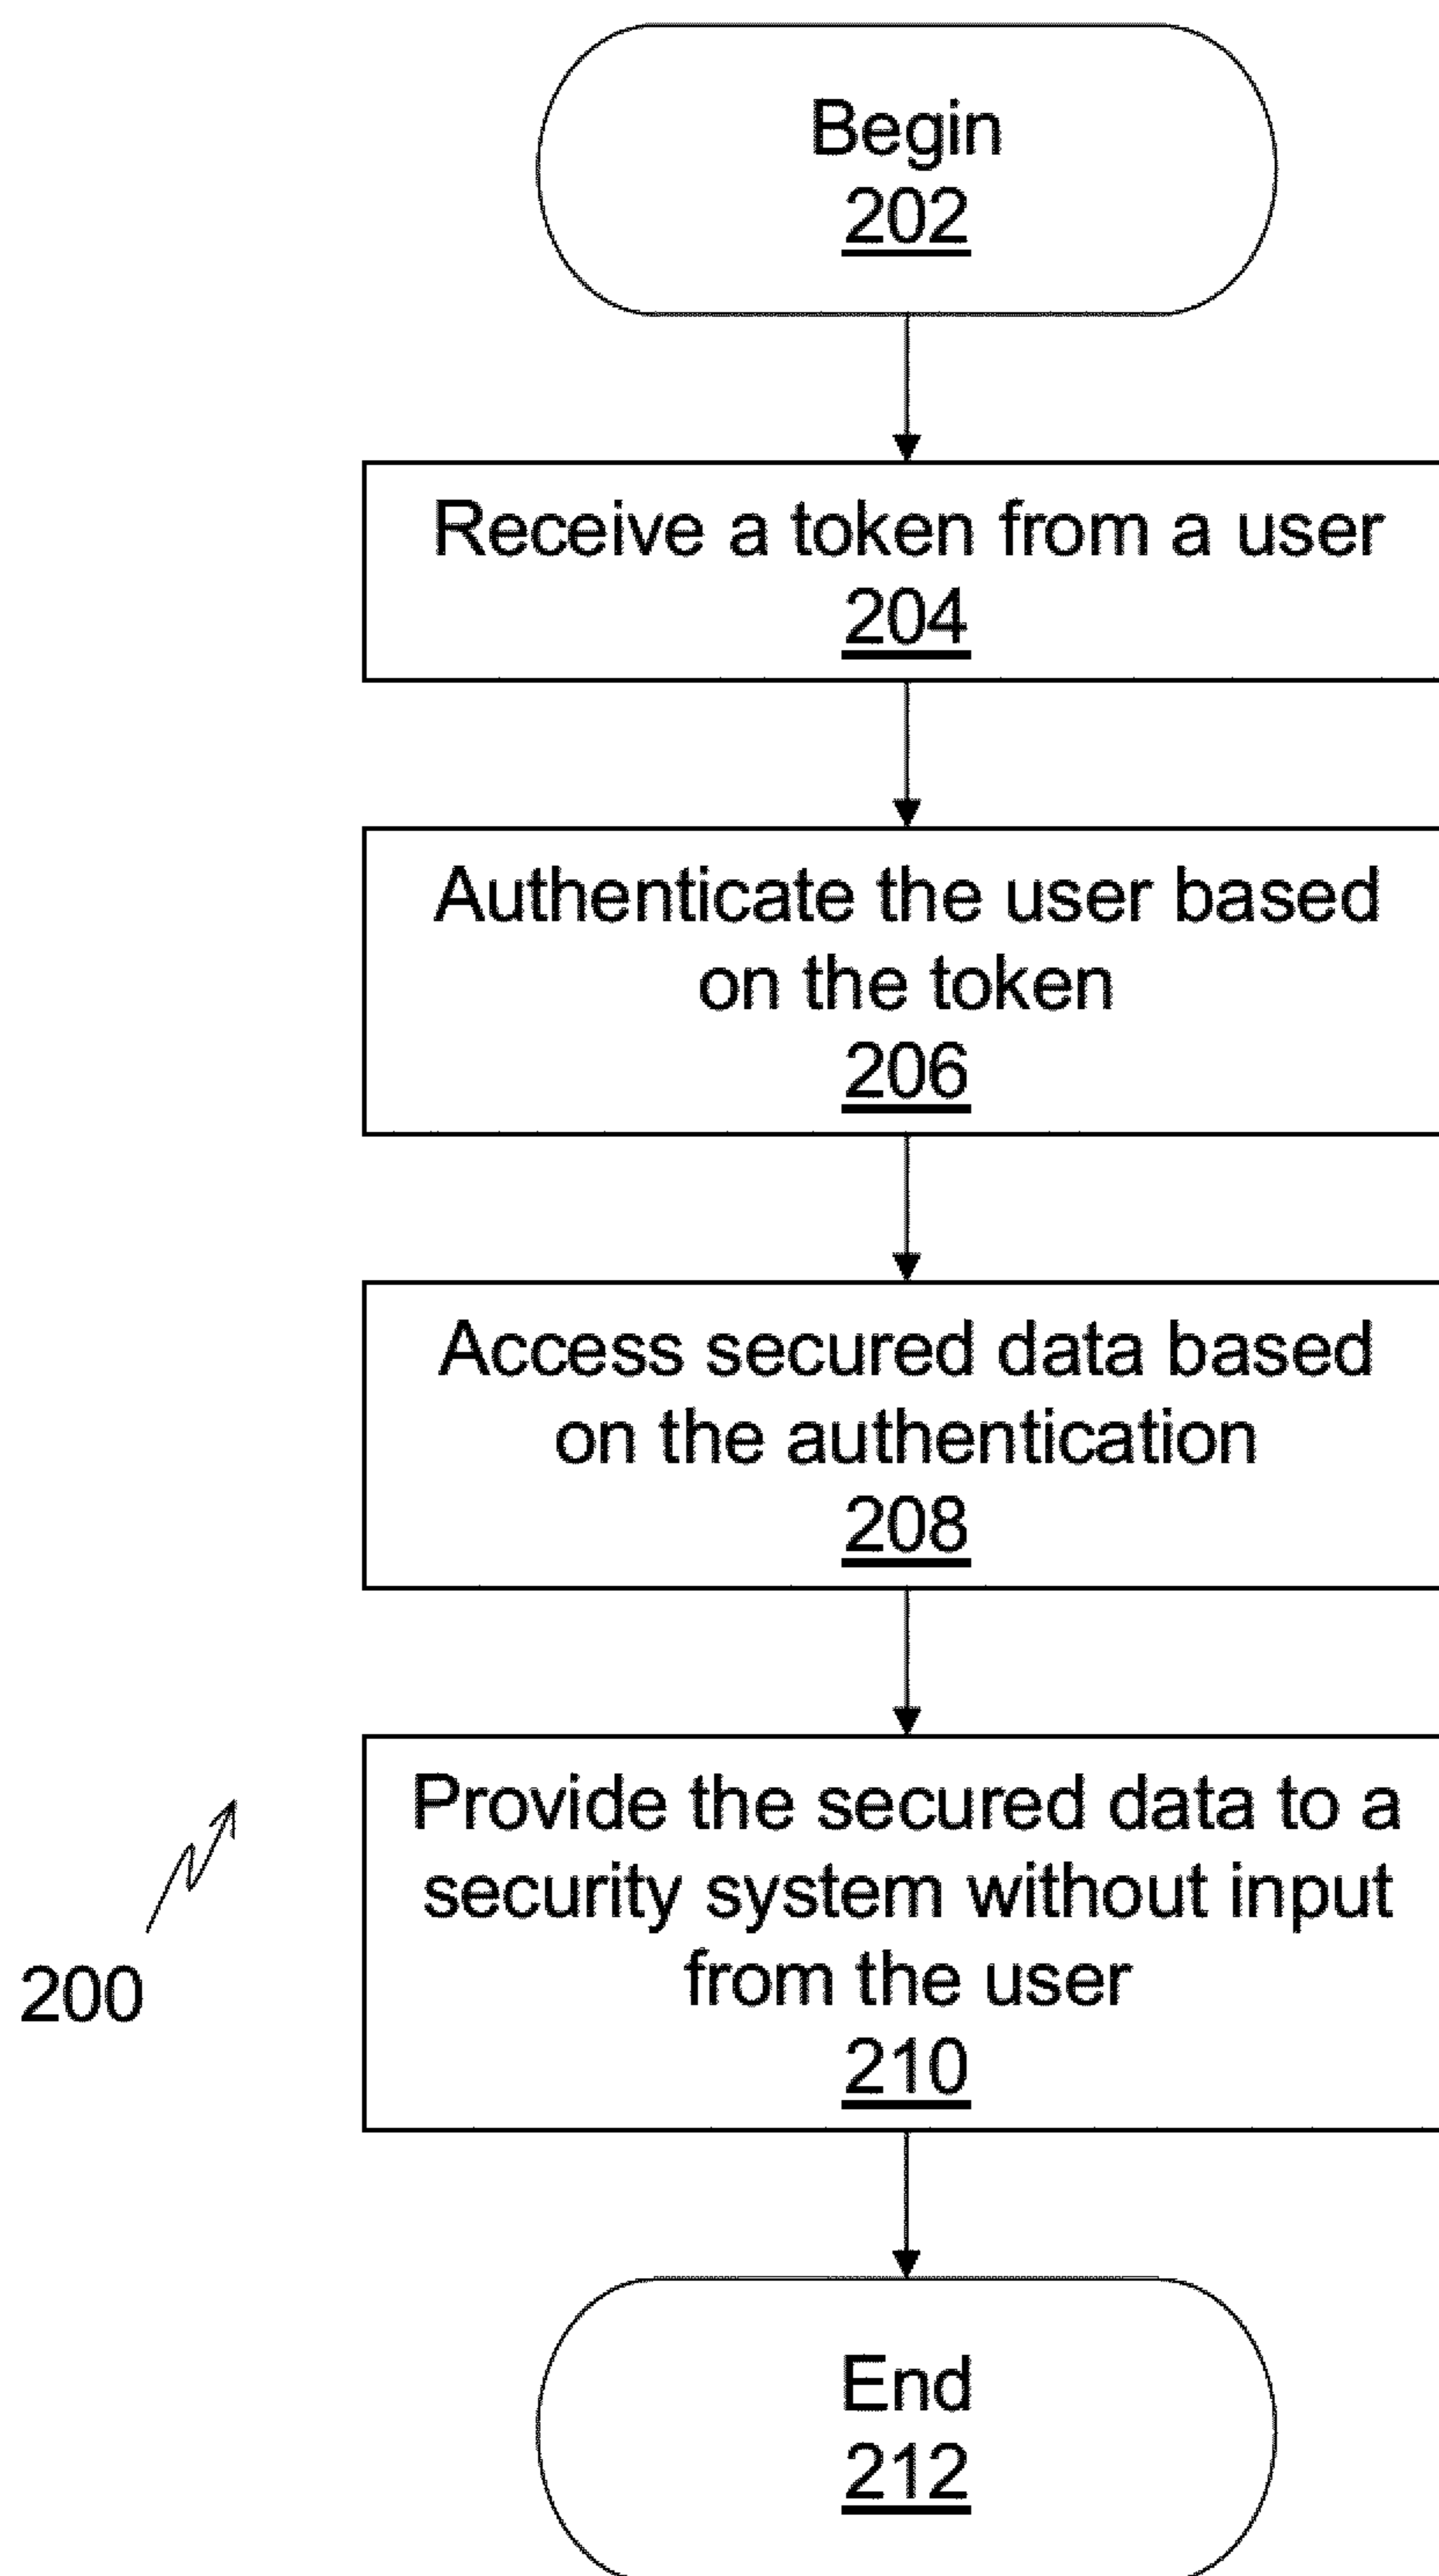 Begin
202
Receive a token from a user
204
Authenticate the user based
on the token
206
Access secured data based
on the authentication
208
Provide the secured data to a
security system without input
from the user
210
200
End
212